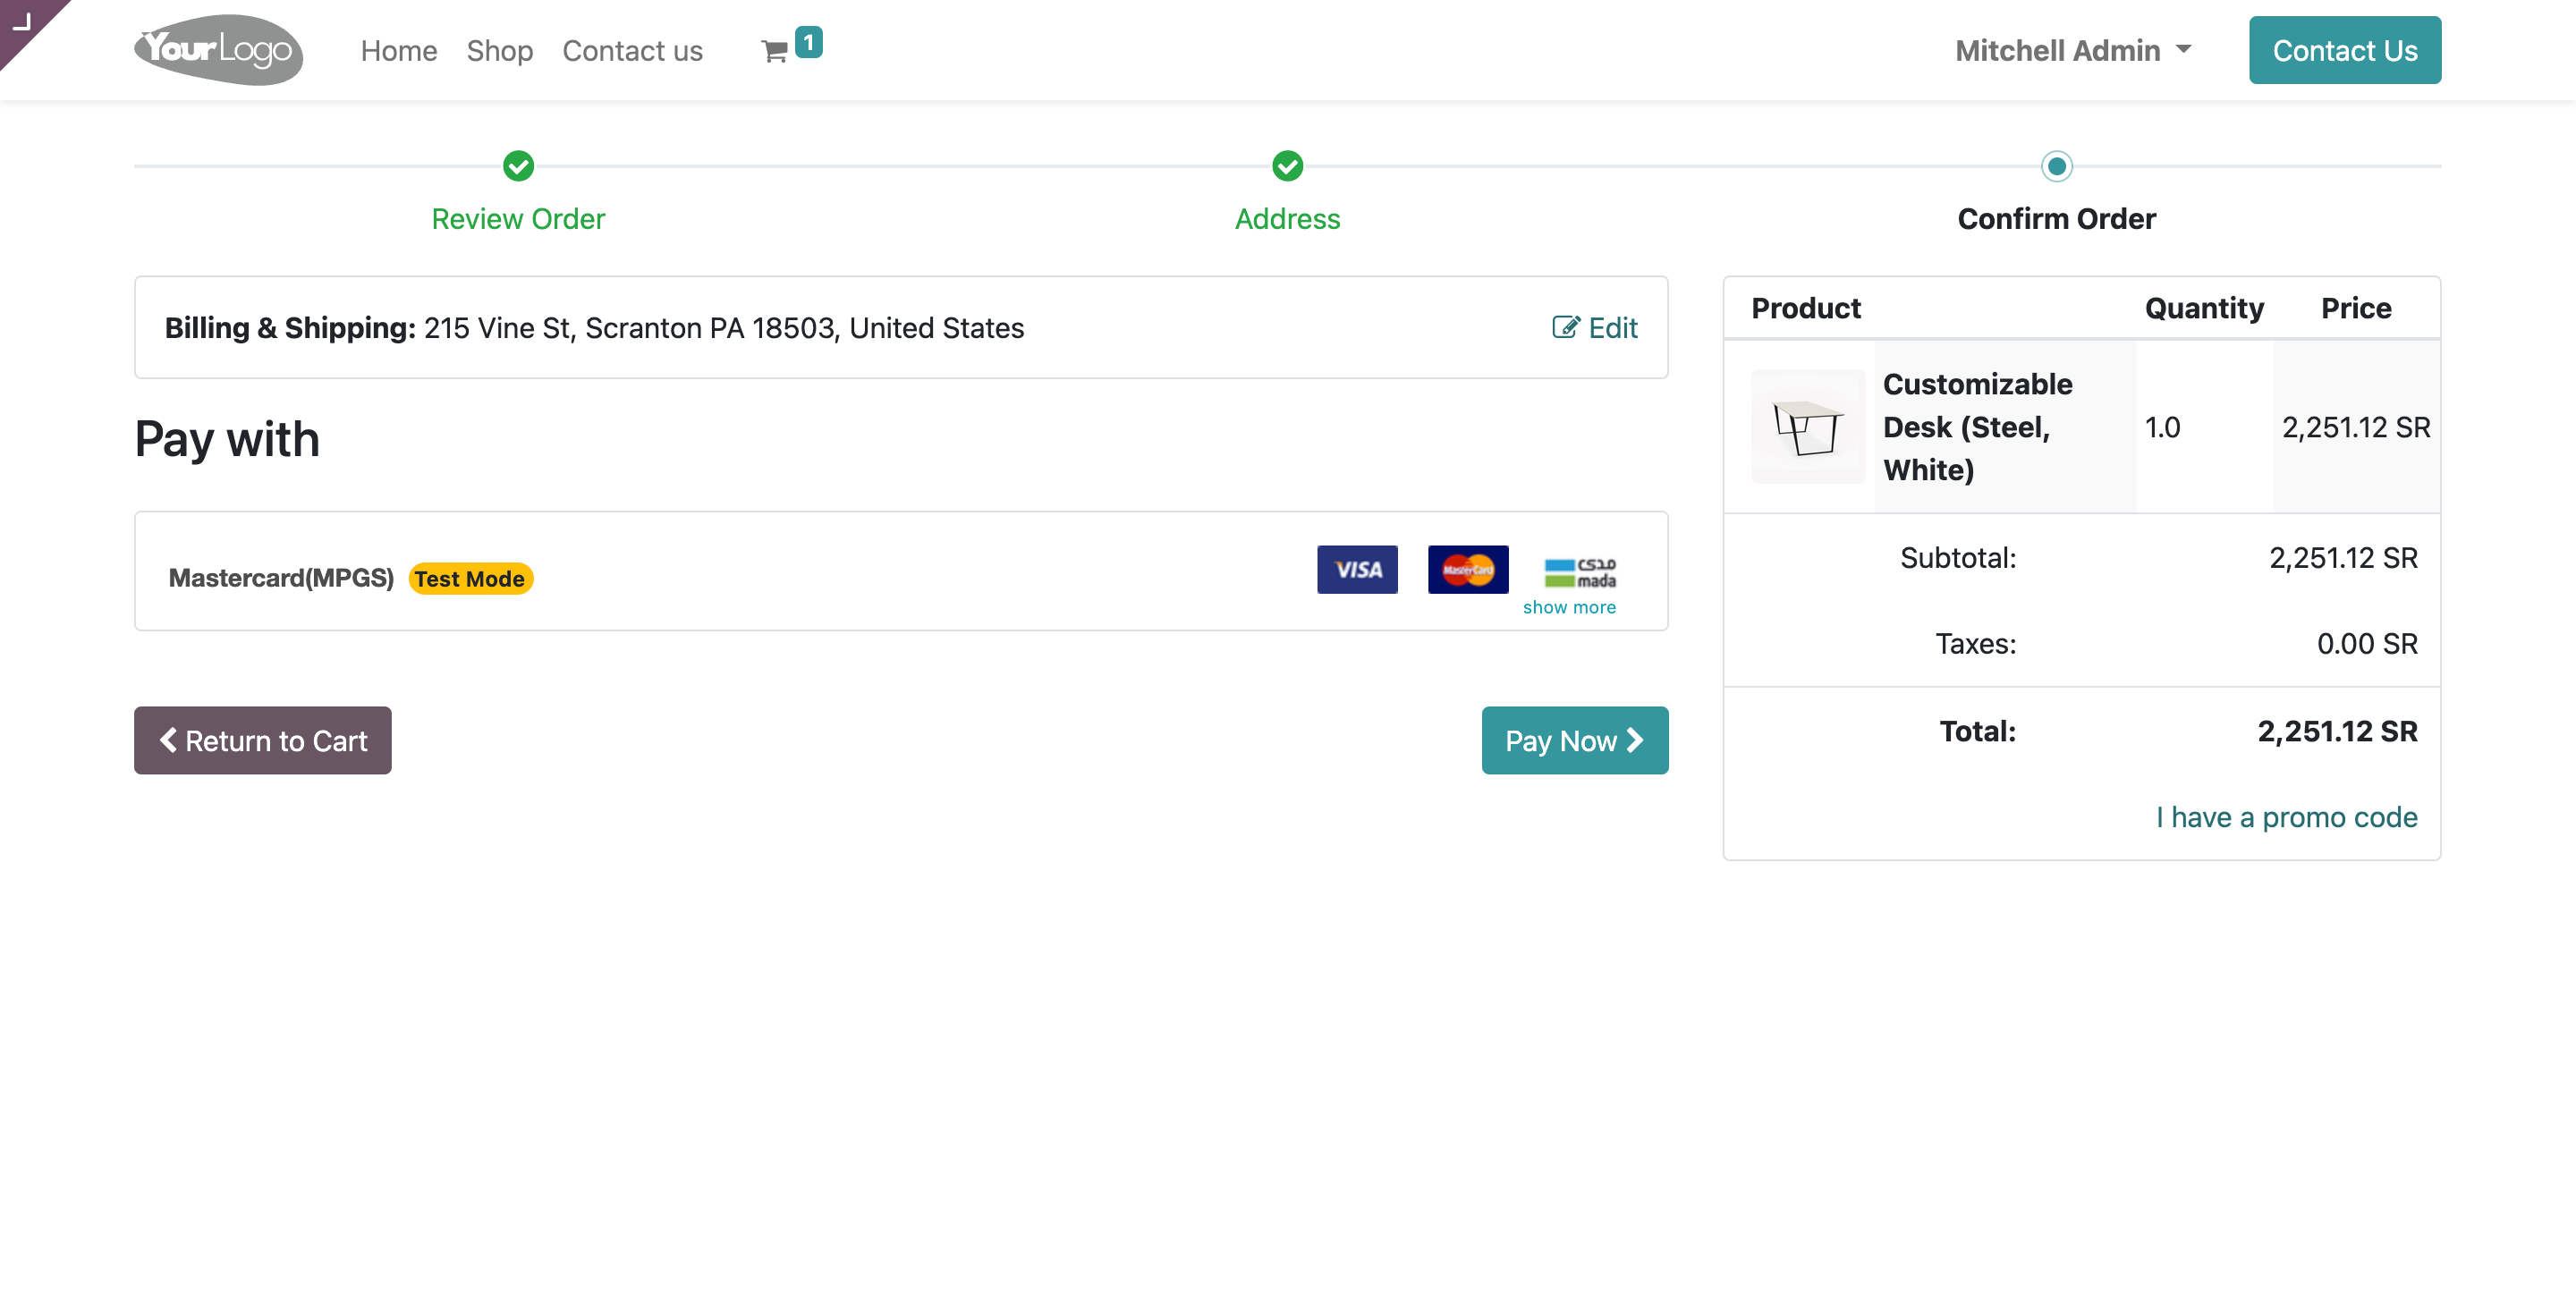 YourLogo
Home Shop Contact us 1 Mitchell Admin Contact Us
Review Order Address Confirm Order
Billing & Shipping: 215 Vine St, Scranton PA 18503, United States Edit
Pay with
Mastercard(MPGS) Test Mode VISA MasterCard مدى mada
show more
Return to Cart Pay Now
Product Quantity Price
Customizable
Desk (Steel,
White)
1.0 2,251.12 SR
Subtotal: 2,251.12 SR
Taxes: 0.00 SR
Total: 2,251.12 SR
I have a promo code